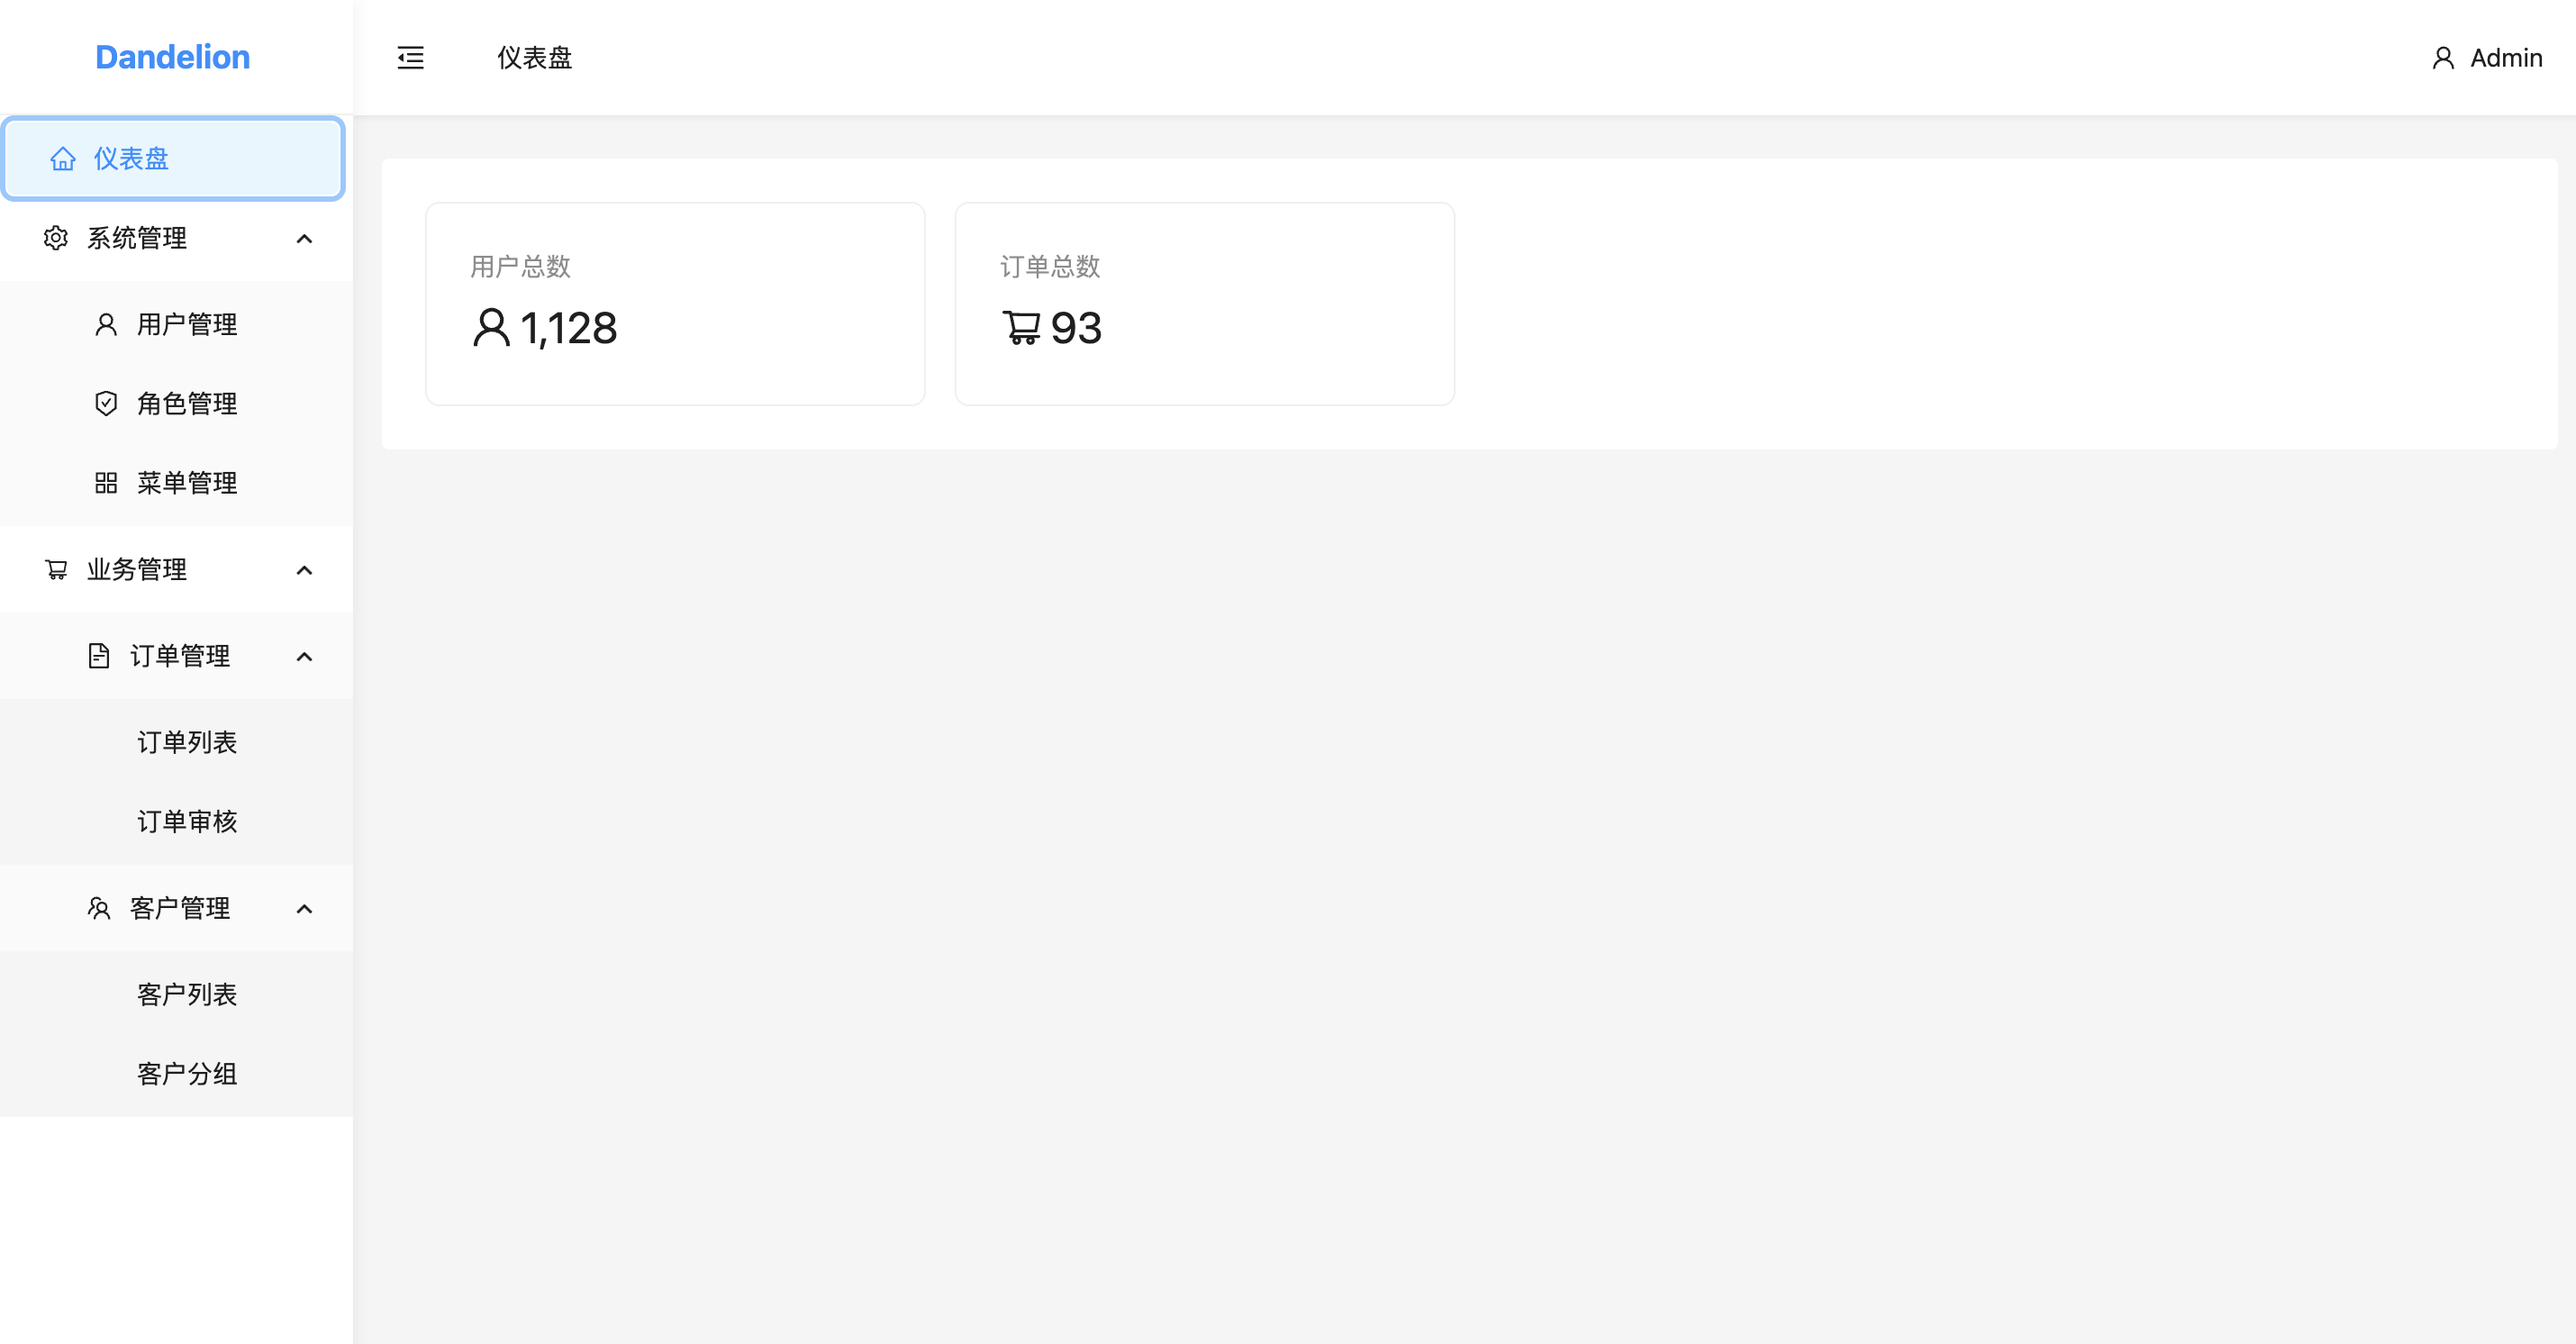 Dandelion
仪表盘
Admin
仪表盘
系统管理
用户管理
角色管理
菜单管理
业务管理
订单管理
订单列表
订单审核
客户管理
客户列表
客户分组
用户总数
1,128
订单总数
93